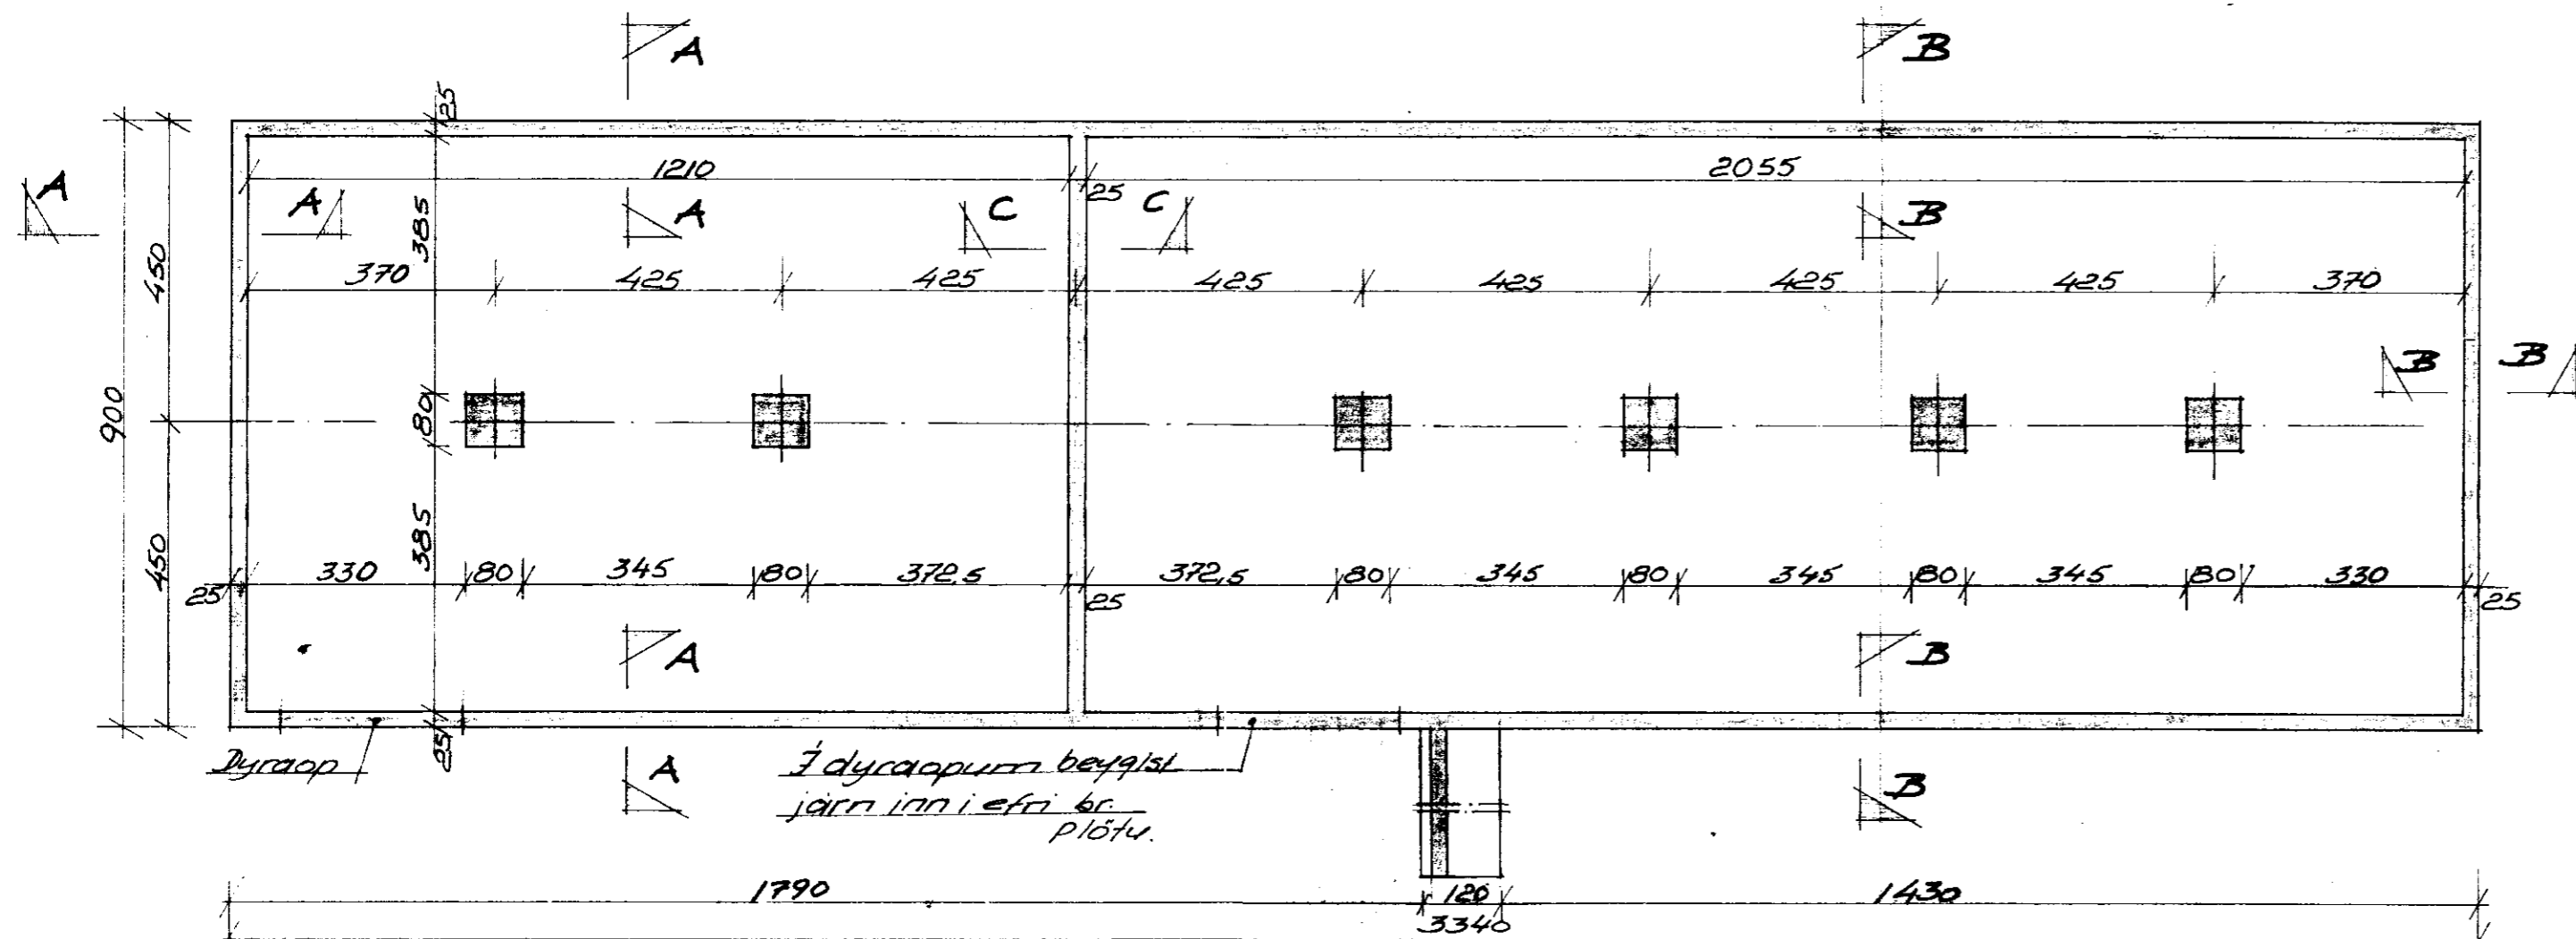 A B
25
1210 2055
25
A A A C C B
385
450
370 425 425 425 425 425 425 370
B B
900
80
385
450
330 80 345 80 372,5 372,5 80 345 80 345 80 345 80 330
25 25 25
A B
25
Dyraop
Í dyraopum beygist
járn inn i efri br.
plötu.
A B
1790 120 1430
3340